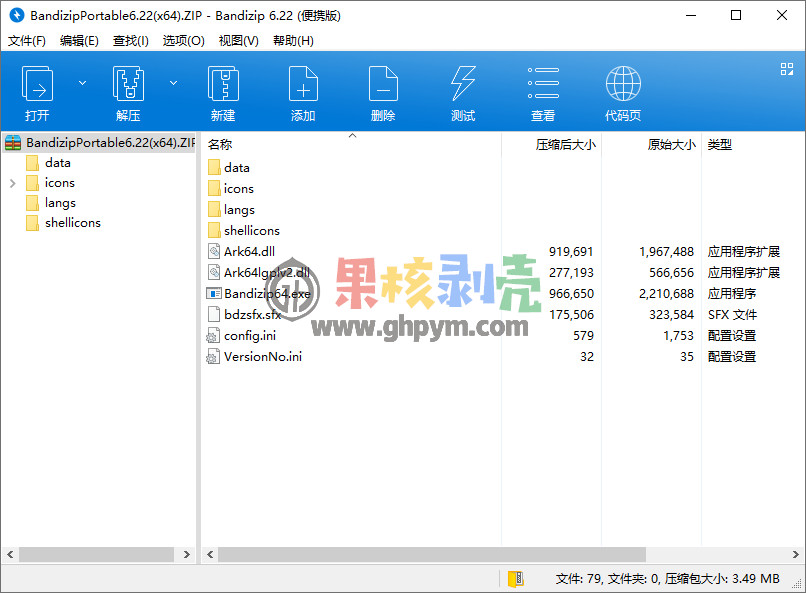 BandizipPortable6.22(x64).ZIP - Bandizip 6.22 (便携版)
文件(F) 编辑(E) 查找(I) 选项(O) 视图(V) 帮助(H)
打开 解压 新建 添加 删除 测试 查看 代码页
BandizipPortable6.22(x64).ZIP
data
icons
langs
shellicons
名称 压缩后大小 原始大小 类型
data
icons
langs
shellicons
Ark64.dll 919,691 1,967,488 应用程序扩展
Ark64lgplv2.dll 277,193 566,656 应用程序扩展
Bandizip64.exe 966,650 2,210,688 应用程序
bdzsfx.sfx 175,506 323,584 SFX 文件
config.ini 579 1,753 配置设置
VersionNo.ini 32 35 配置设置
果核剥壳
www.ghpym.com
文件: 79, 文件夹: 0, 压缩包大小: 3.49 MB